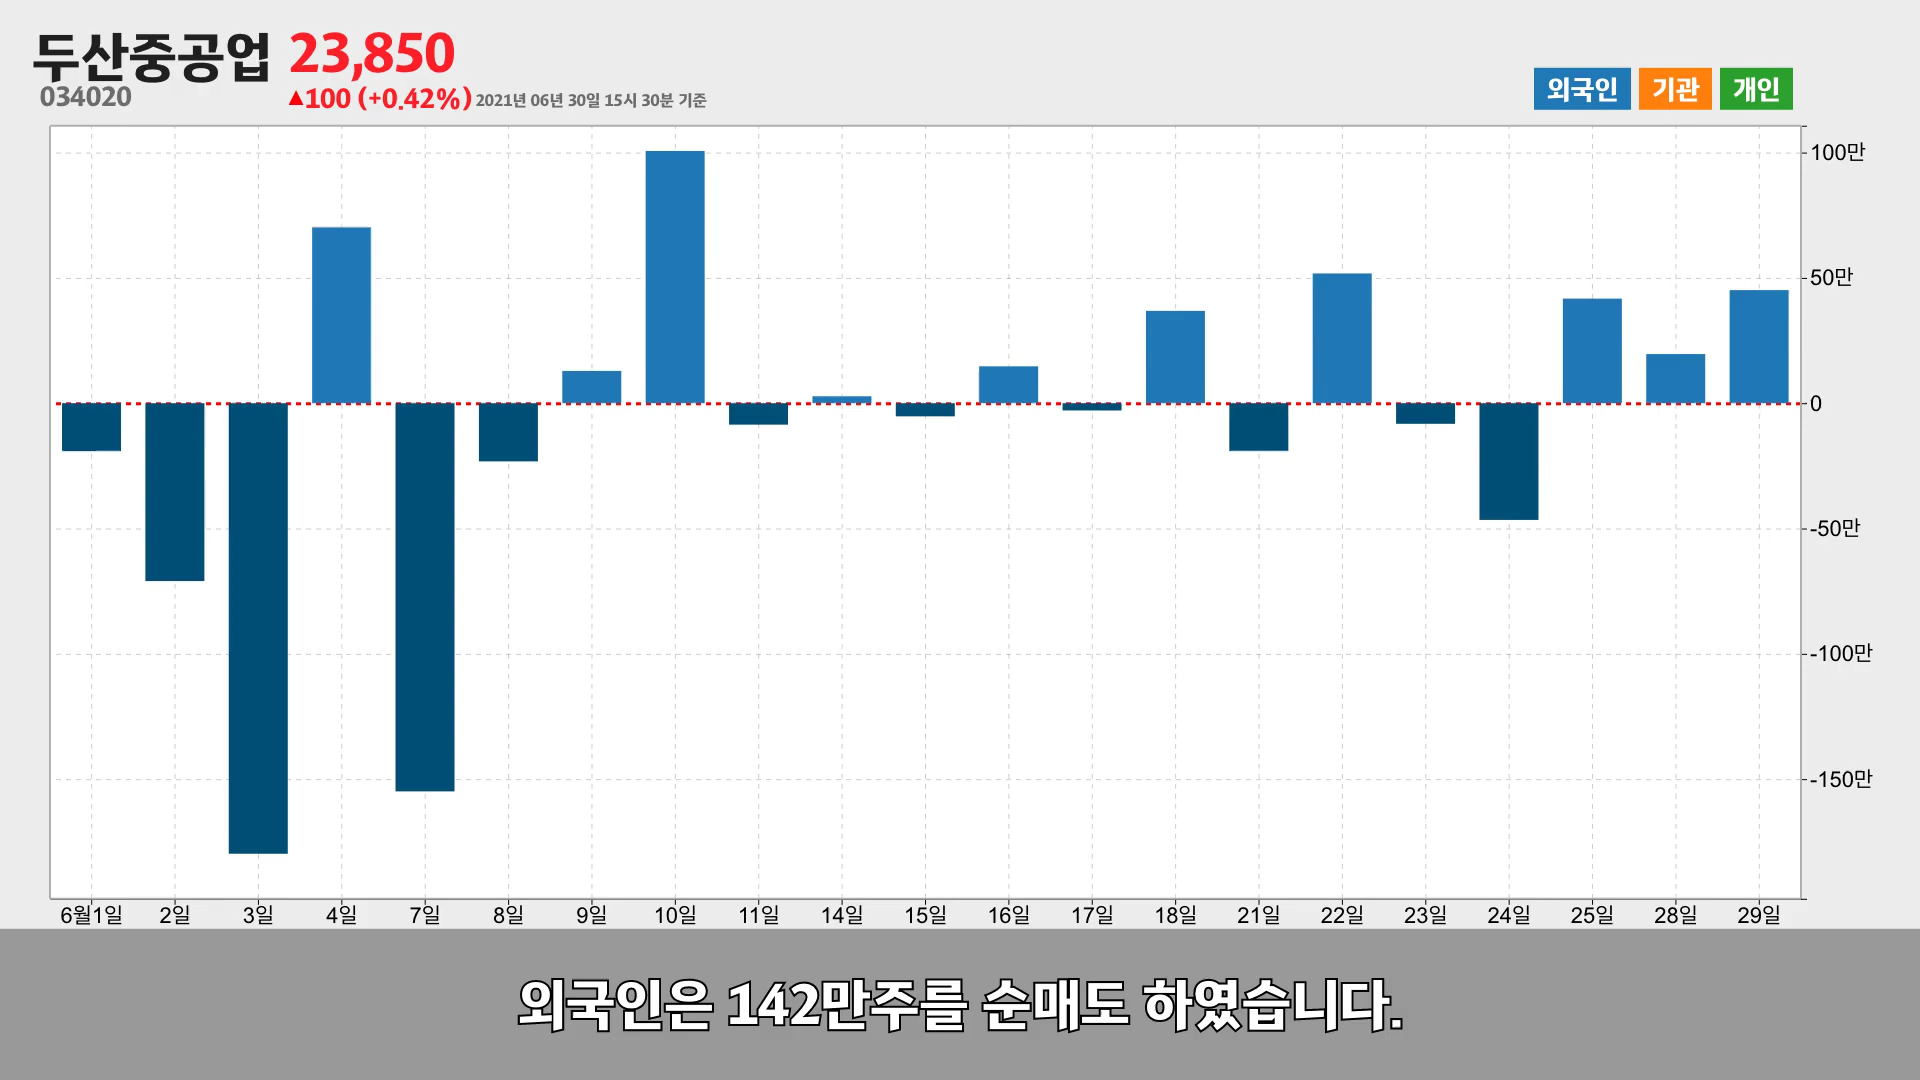 두산중공업 23,850
034020 ▲100 (+0.42%) 2021년 06년 30일 15시 30분 기준
외국인 기관 개인
100만
50만
0
-50만
-100만
-150만
6월1일 2일 3일 4일 7일 8일 9일 10일 11일 14일 15일 16일 17일 18일 21일 22일 23일 24일 25일 28일 29일
외국인은 142만주를 순매도 하였습니다.